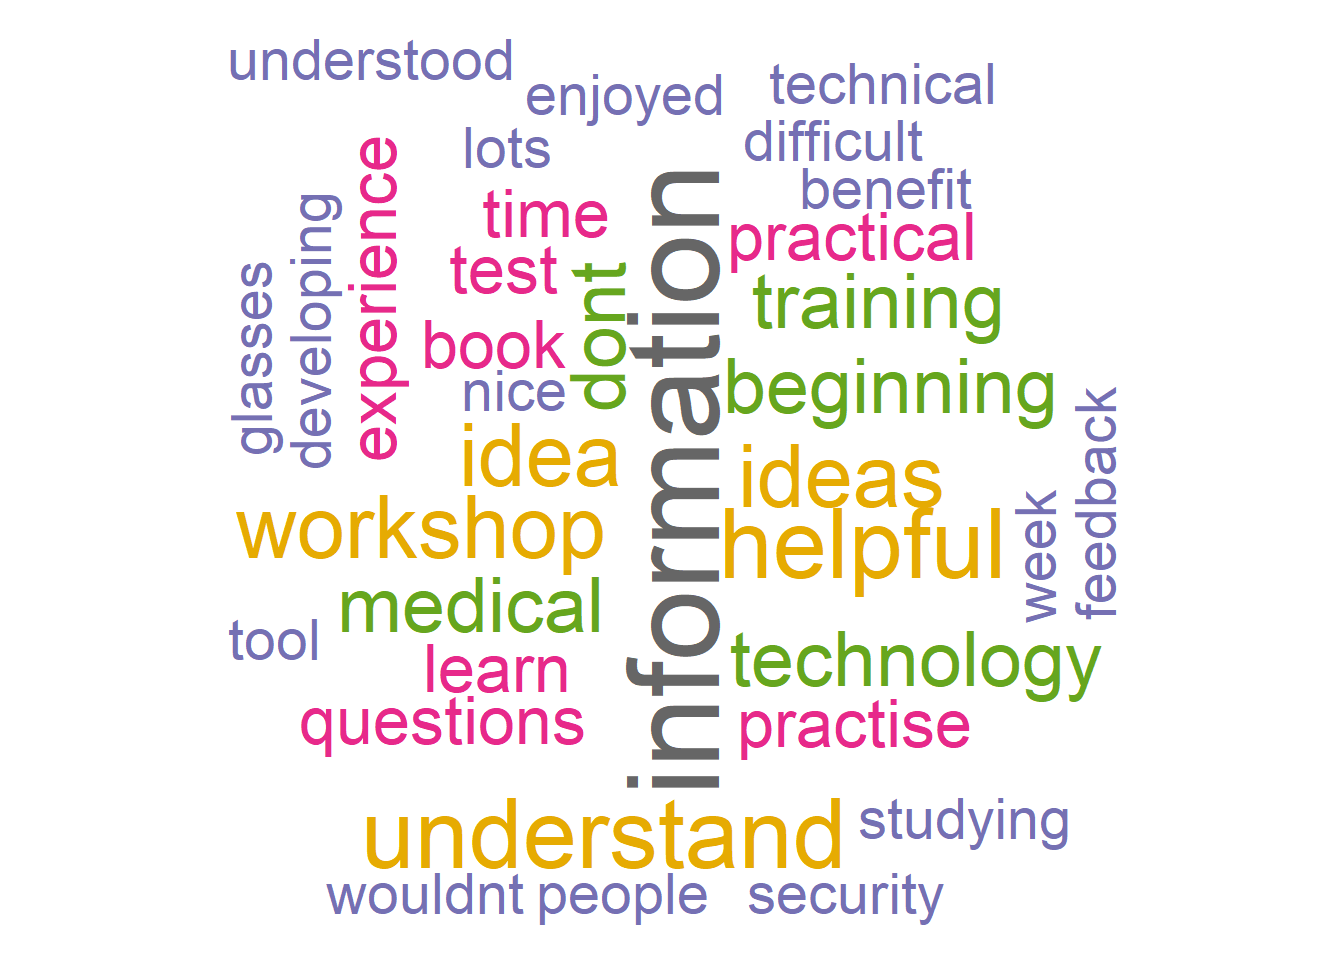 understood
enjoyed
technical
lots
difficult
benefit
time
practical
test
training
experience
developing
glasses
dont
information
book
nice
beginning
idea
ideas
feedback
week
workshop
helpful
medical
tool
technology
learn
questions
practise
understand
studying
wouldnt
people
security